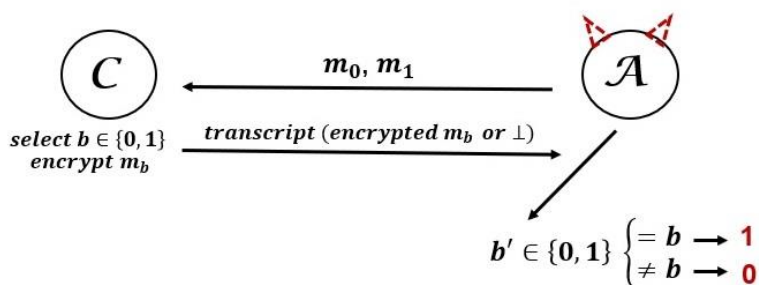 C
𝒜
m₀, m₁
select b ∈ {0, 1}
encrypt m_b
transcript (encrypted m_b or ⊥)
b′ ∈ {0, 1} { = b → 1
≠ b → 0